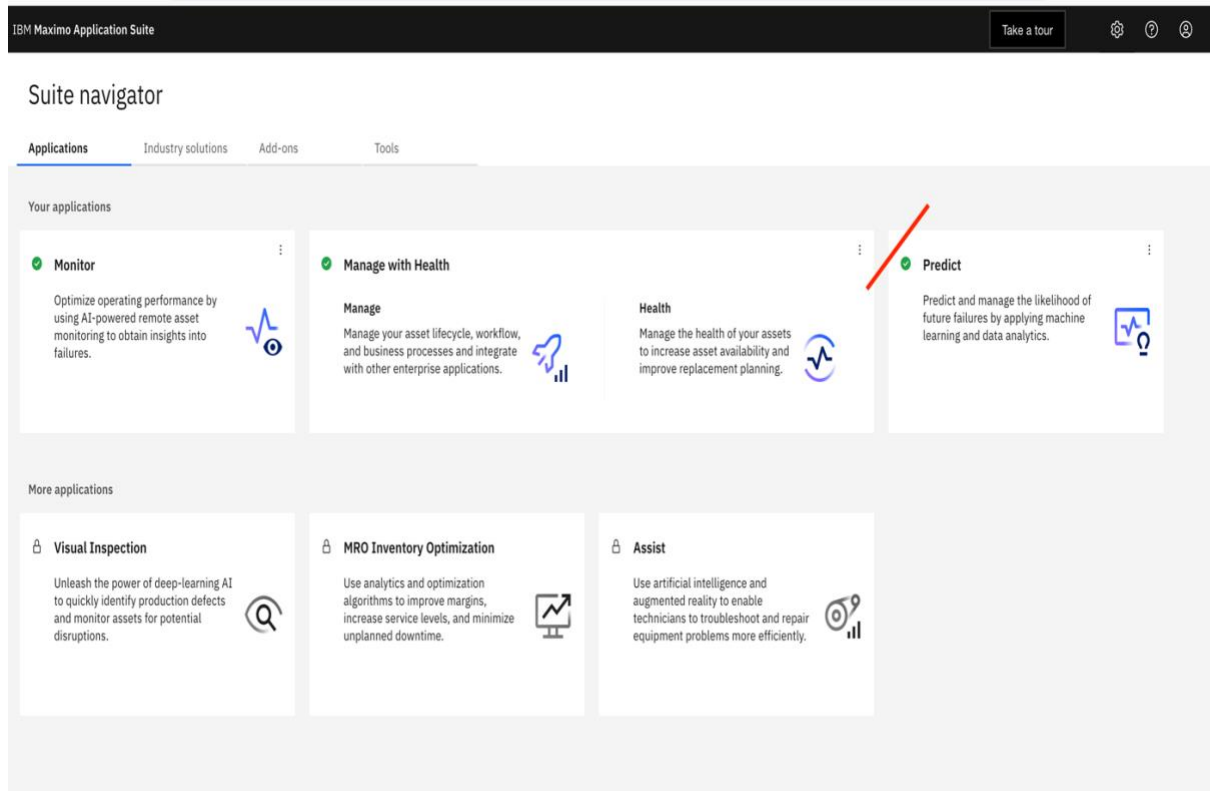 IBM Maximo Application Suite
Take a tour
Suite navigator
Applications
Industry solutions
Add-ons
Tools
Your applications
Monitor
Optimize operating performance by
using AI-powered remote asset
monitoring to obtain insights into
failures.
Manage with Health
Manage
Manage your asset lifecycle, workflow,
and business processes and integrate
with other enterprise applications.
Health
Manage the health of your assets
to increase asset availability and
improve replacement planning.
Predict
Predict and manage the likelihood of
future failures by applying machine
learning and data analytics.
More applications
Visual Inspection
Unleash the power of deep-learning AI
to quickly identify production defects
and monitor assets for potential
disruptions.
MRO Inventory Optimization
Use analytics and optimization
algorithms to improve margins,
increase service levels, and minimize
unplanned downtime.
Assist
Use artificial intelligence and
augmented reality to enable
technicians to troubleshoot and repair
equipment problems more efficiently.